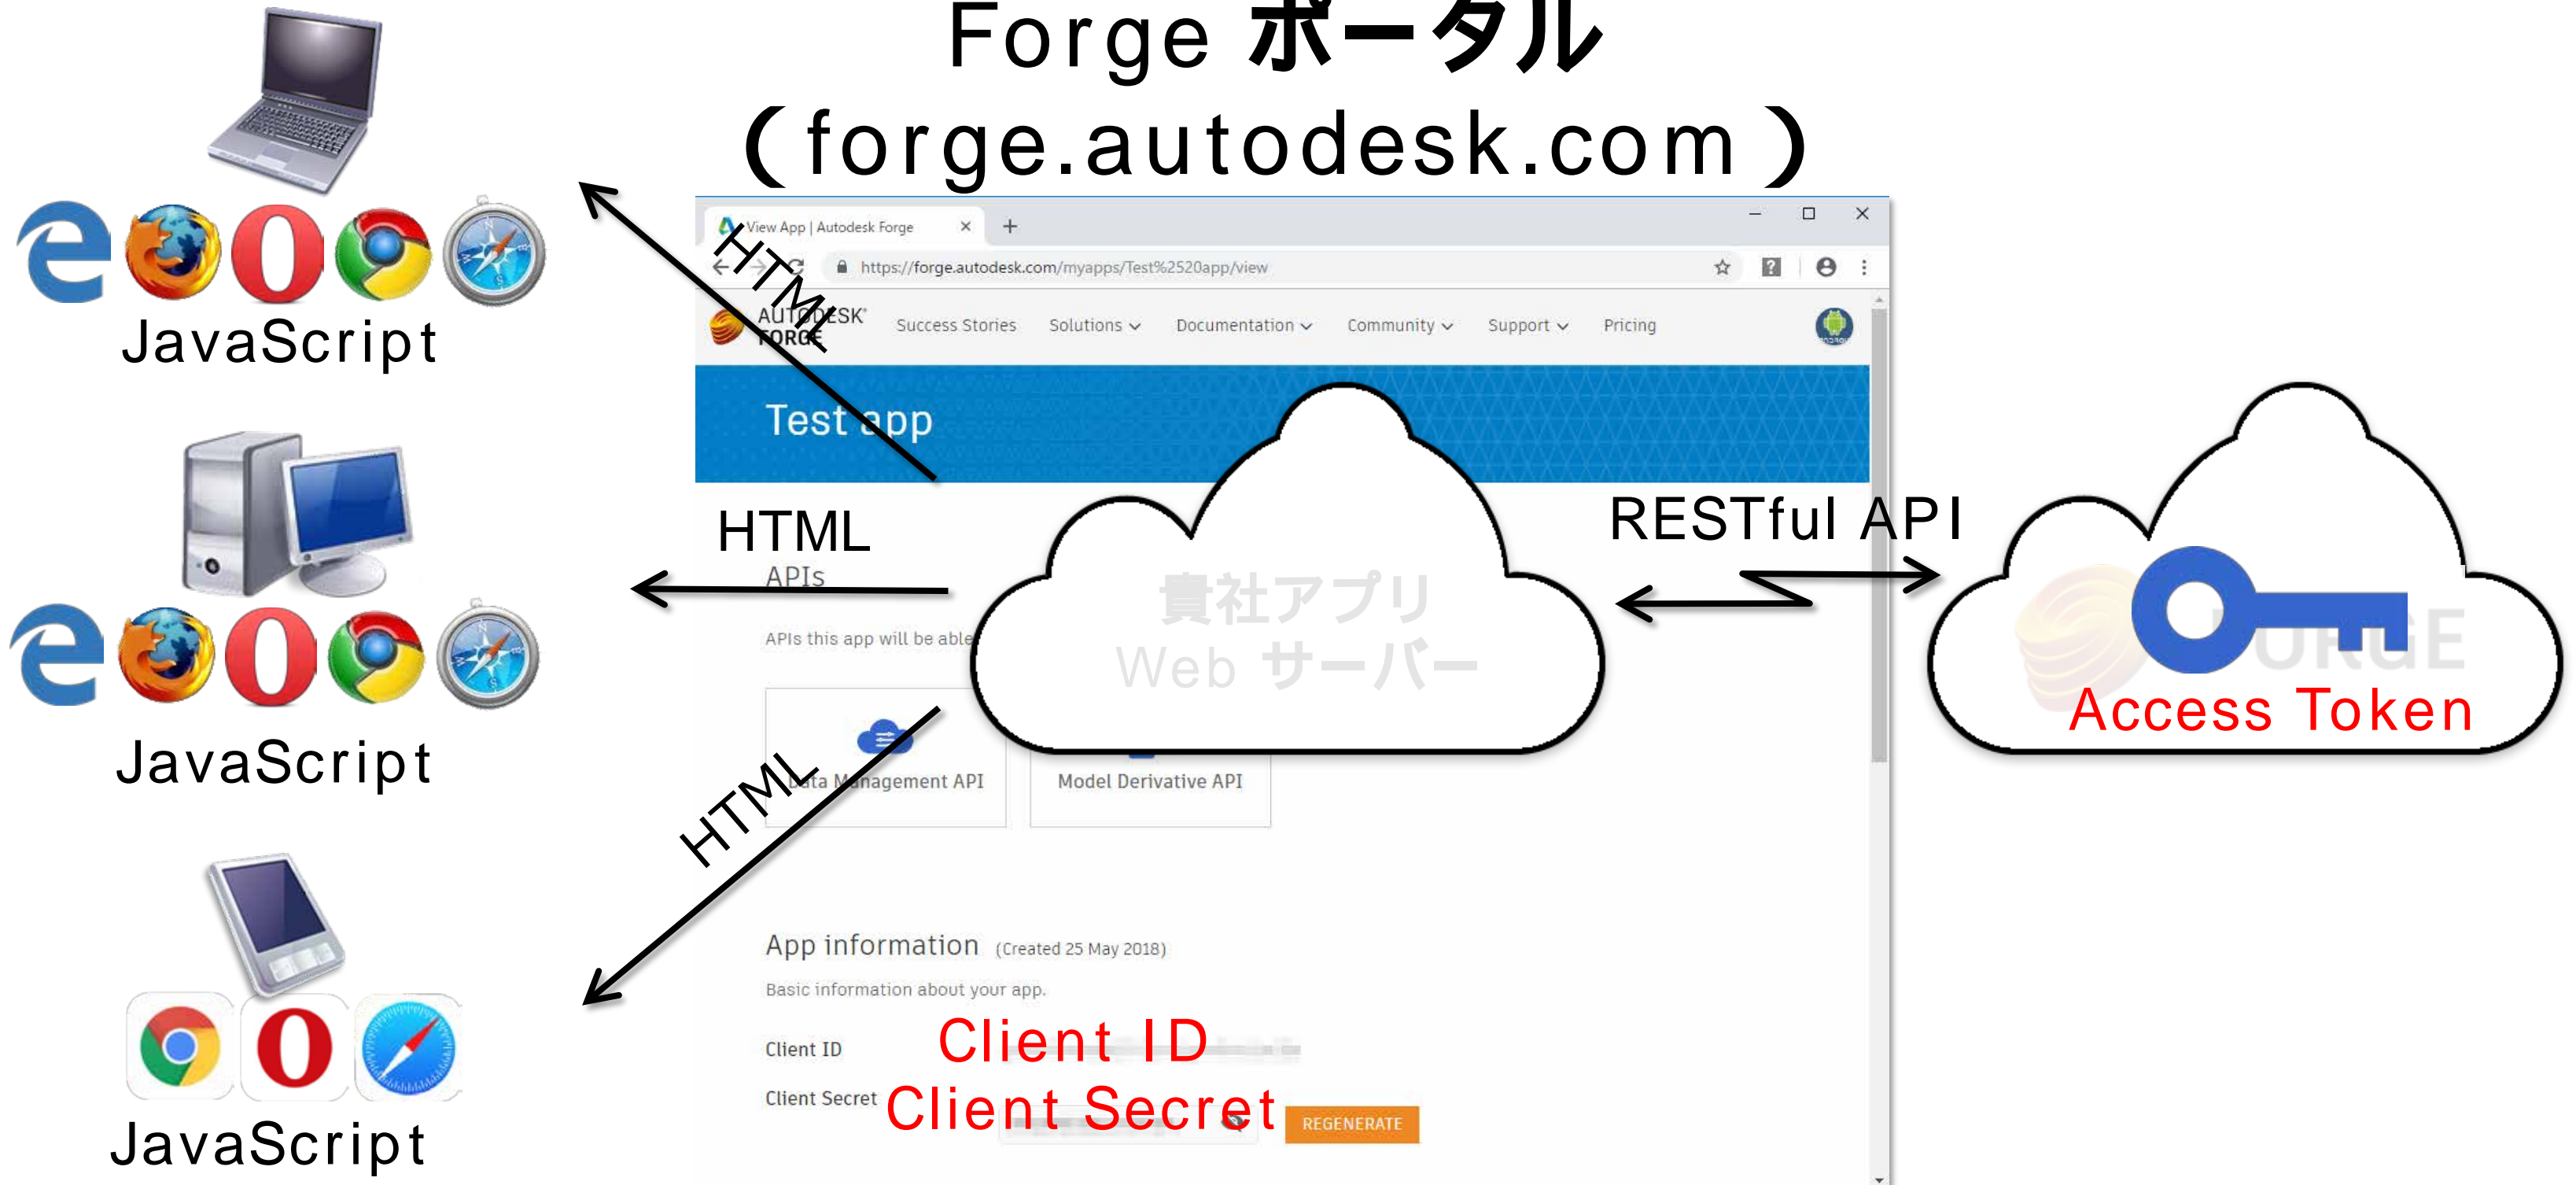 Forge ポータル
(forge.autodesk.com)
View App | Autodesk Forge
https://forge.autodesk.com/myapps/Test%2520app/view
AUTODESK®
FORGE
Success Stories
Solutions
Documentation
Community
Support
Pricing
JavaScript
HTML
Test app
HTML
RESTful API
APIs
貴社アプリ
Web サーバー
APIs this app will be able
FORGE
Access Token
JavaScript
HTML
Data Management API
Model Derivative API
App information (Created 25 May 2018)
Basic information about your app.
Client ID
Client ID
Client Secret
Client Secret
REGENERATE
JavaScript